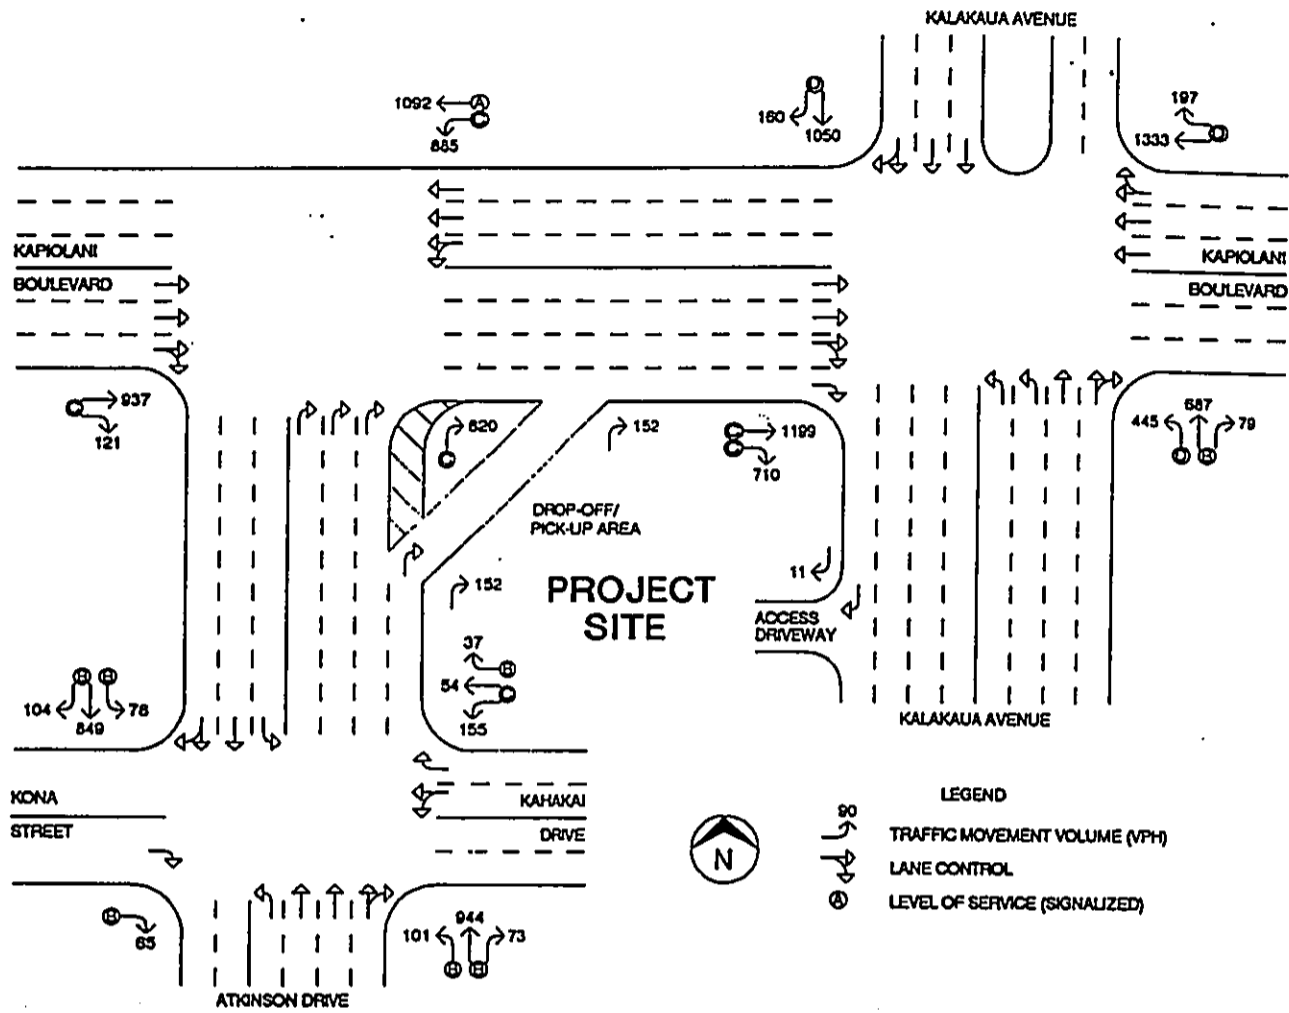 KALAKAUA AVENUE
1092
A
C
885
160
1050
197
1333
KAPIOLANI
BOULEVARD
KAPIOLANI
BOULEVARD
937
121
620
C
152
C
C
1199
710
445
687
79
DROP-OFF/
PICK-UP AREA
152
PROJECT
SITE
11
ACCESS
DRIVEWAY
37
B
54
C
155
B
B
104
849
78
KALAKAUA AVENUE
KONA
STREET
KAHAKAI
DRIVE
B
65
944
101
73
B
B
ATKINSON DRIVE
N
LEGEND
90
TRAFFIC MOVEMENT VOLUME (VPH)
LANE CONTROL
A
LEVEL OF SERVICE (SIGNALIZED)